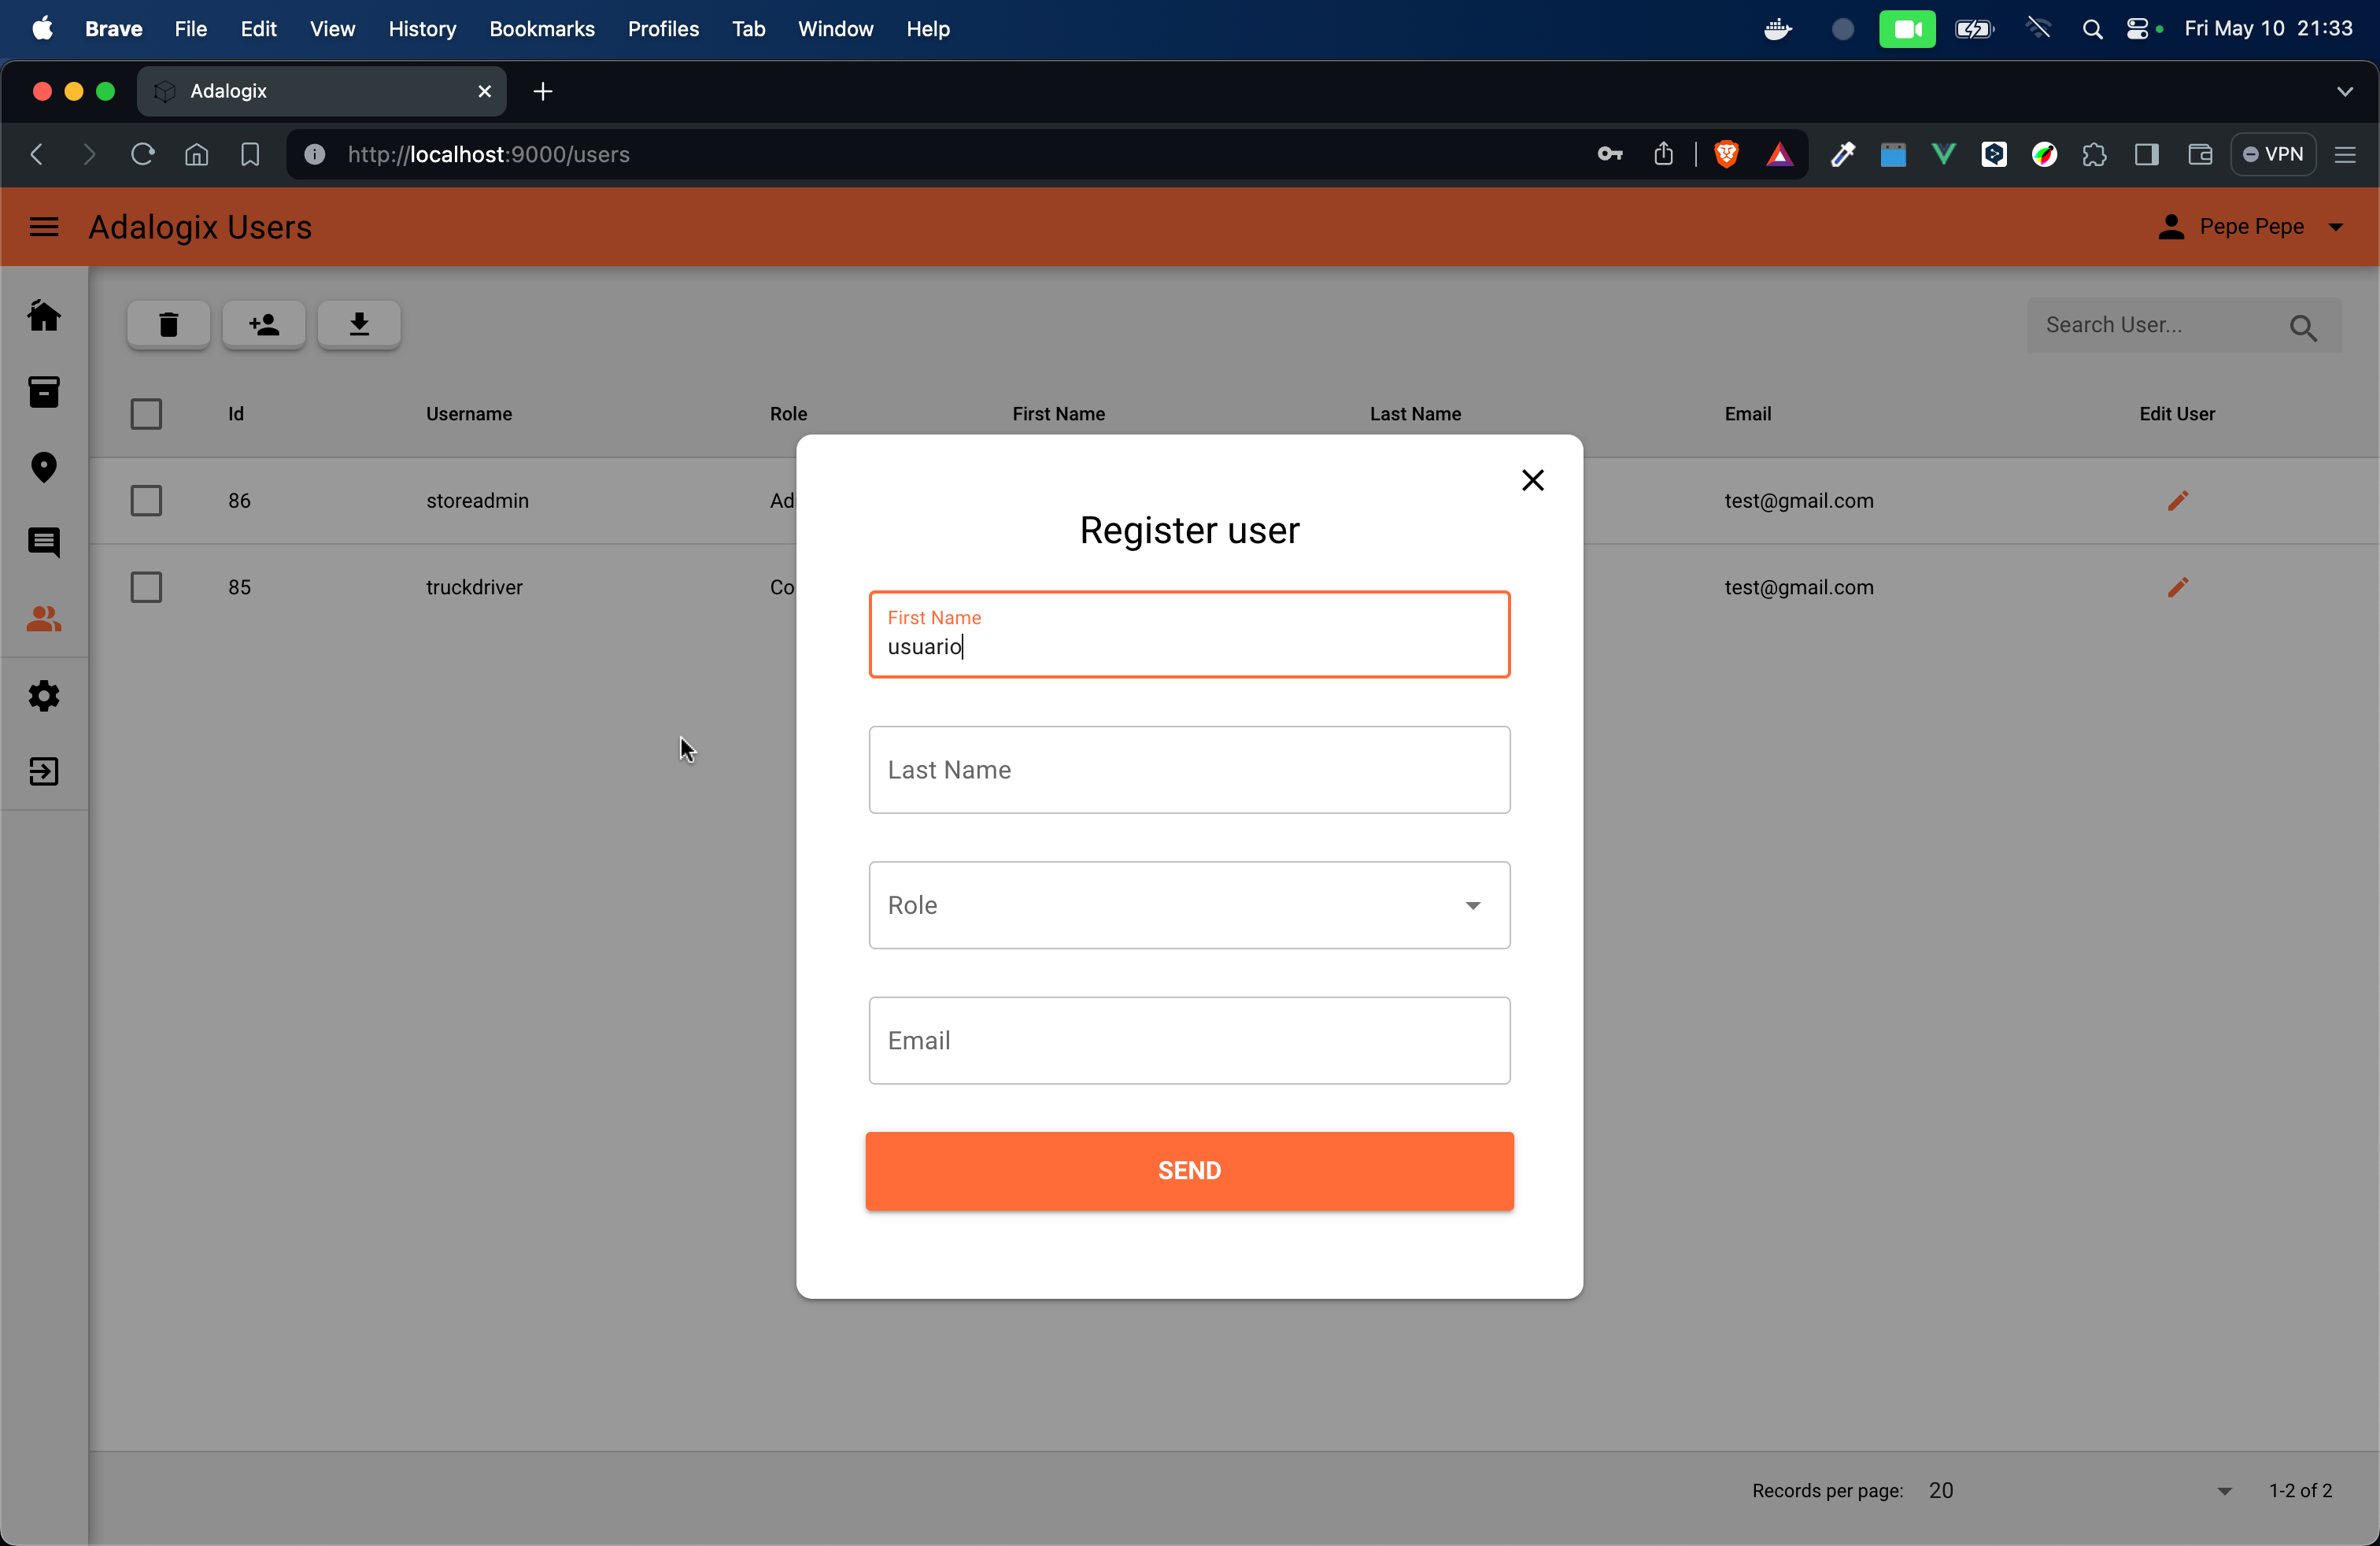 Brave File Edit View History Bookmarks Profiles Tab Window Help Fri May 10 21:33
Adalogix
http://localhost:9000/users VPN
Adalogix Users Pepe Pepe
Search User...
Id Username Role First Name Last Name Email Edit User
86 storeadmin Ad test@gmail.com
85 truckdriver Co test@gmail.com
Register user
First Name
usuario
Last Name
Role
Email
SEND
Records per page: 20 1-2 of 2